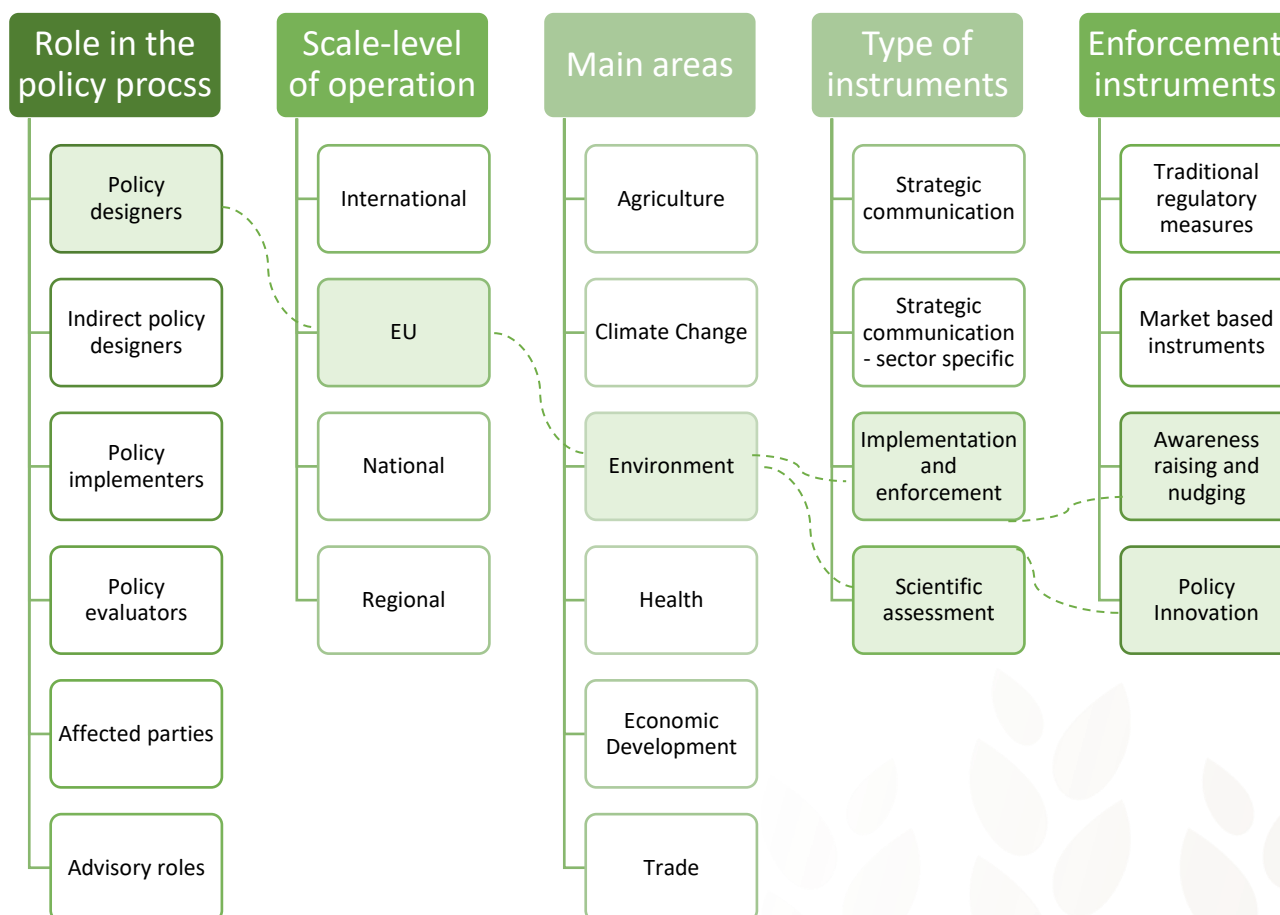 Role in the
policy procss
Policy
designers
Indirect policy
designers
Policy
implementers
Policy
evaluators
Affected parties
Advisory roles
Scale-level
of operation
International
EU
National
Regional
Main areas
Agriculture
Climate Change
Environment
Health
Economic
Development
Trade
Type of
instruments
Strategic
communication
Strategic
communication
- sector specific
Implementation
and
enforcement
Scientific
assessment
Enforcement
instruments
Traditional
regulatory
measures
Market based
instruments
Awareness
raising and
nudging
Policy
Innovation